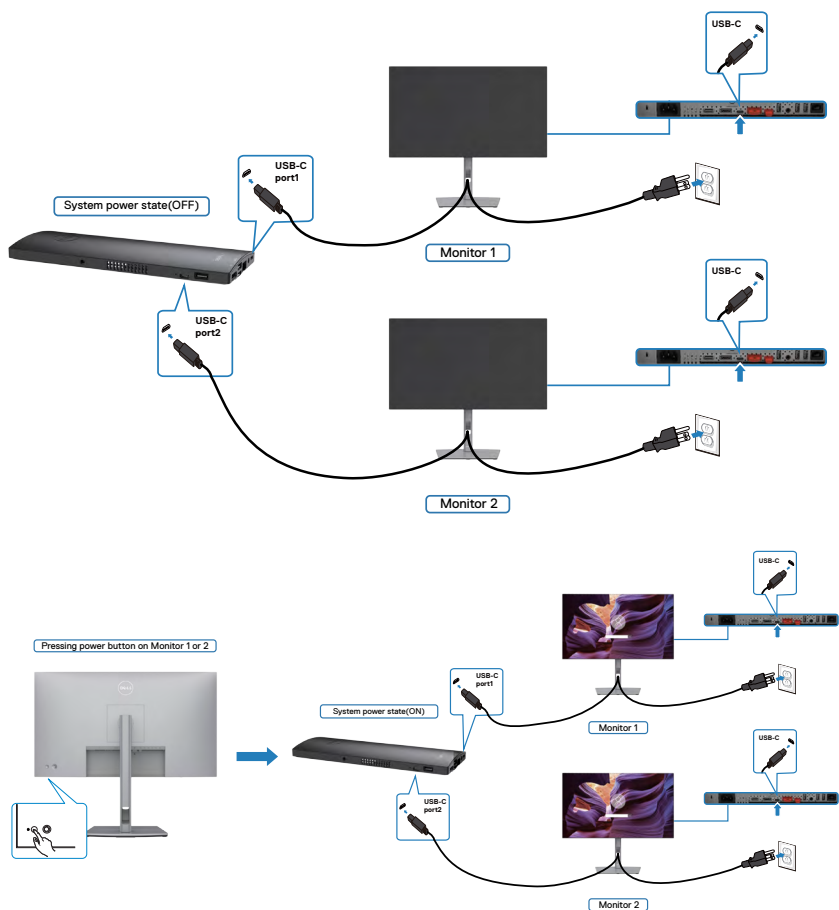 USB-C
USB-C
port1
System power state(OFF)
Monitor 1
USB-C
USB-C
port2
Monitor 2
USB-C
Pressing power button on Monitor 1 or 2
USB-C
port1
DELL
System power state(ON)
Monitor 1
USB-C
USB-C
port2
Monitor 2